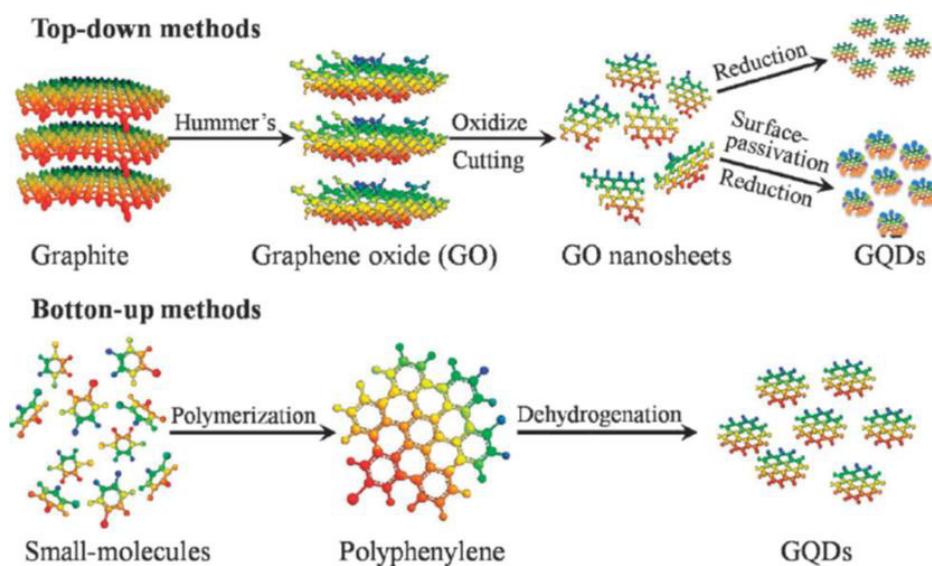 Top-down methods
Hummer's
Oxidize
Cutting
Reduction
Surface-
passivation
Reduction
Graphite
Graphene oxide (GO)
GO nanosheets
GQDs
Botton-up methods
Polymerization
Dehydrogenation
Small-molecules
Polyphenylene
GQDs